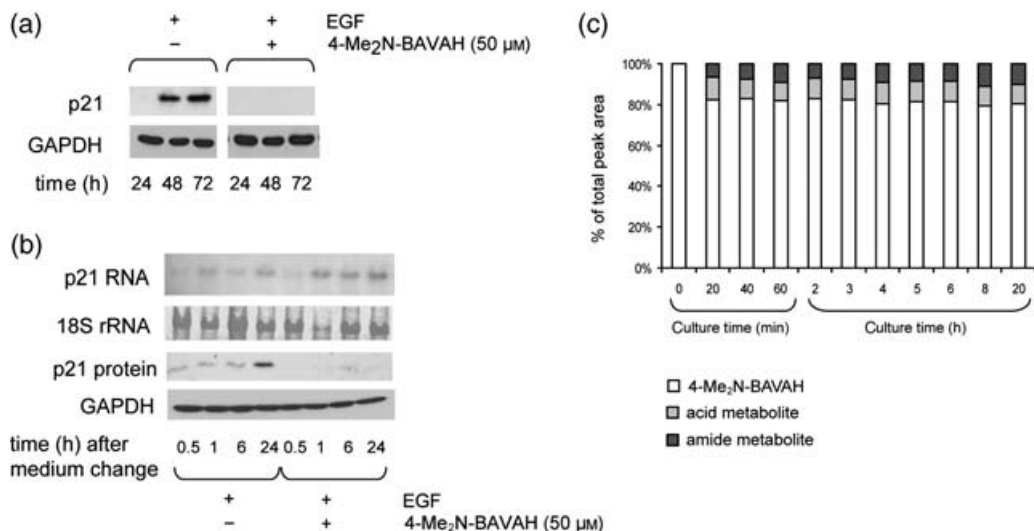 (a)
+ + EGF
− + 4-Me₂N-BAVAH (50 µM)
p21
GAPDH
time (h) 24 48 72 24 48 72
(b)
p21 RNA
18S rRNA
p21 protein
GAPDH
time (h) after
medium change
0.5 1 6 24 0.5 1 6 24
+ + EGF
− + 4-Me₂N-BAVAH (50 µM)
(c)
% of total peak area
100%
80%
60%
40%
20%
0%
0 20 40 60 2 3 4 5 6 8 20
Culture time (min) Culture time (h)
4-Me₂N-BAVAH
acid metabolite
amide metabolite